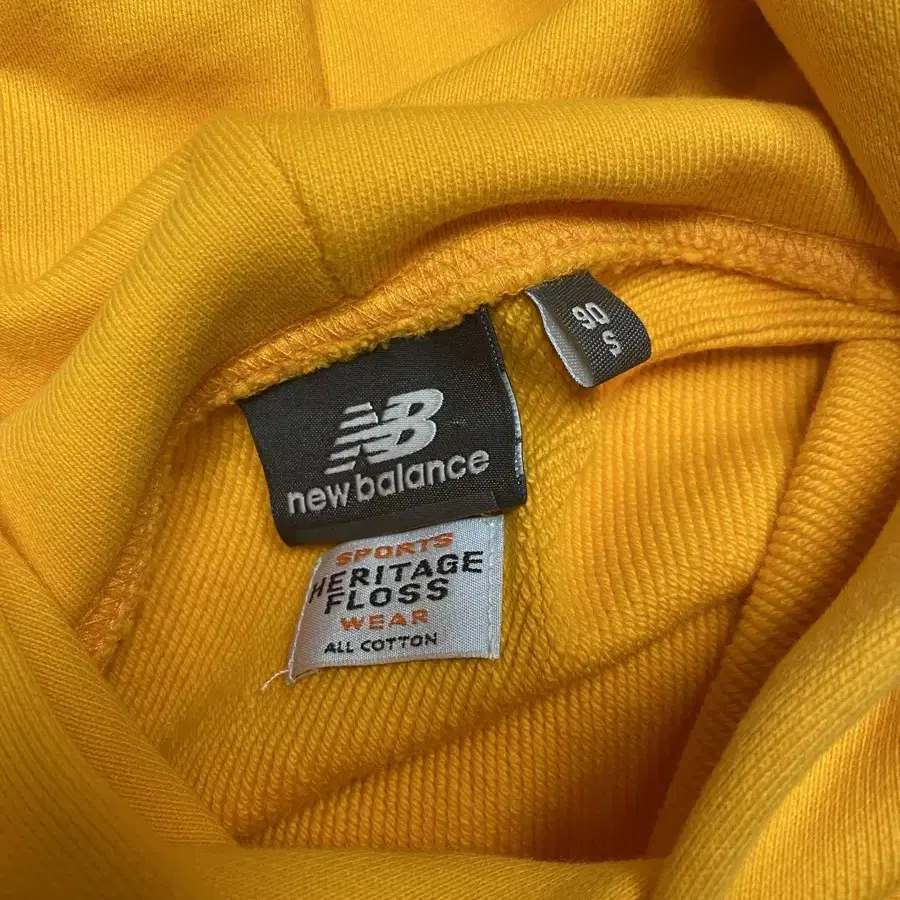 90
S
NB
new balance
SPORTS
HERITAGE
FLOSS
WEAR
ALL COTTON